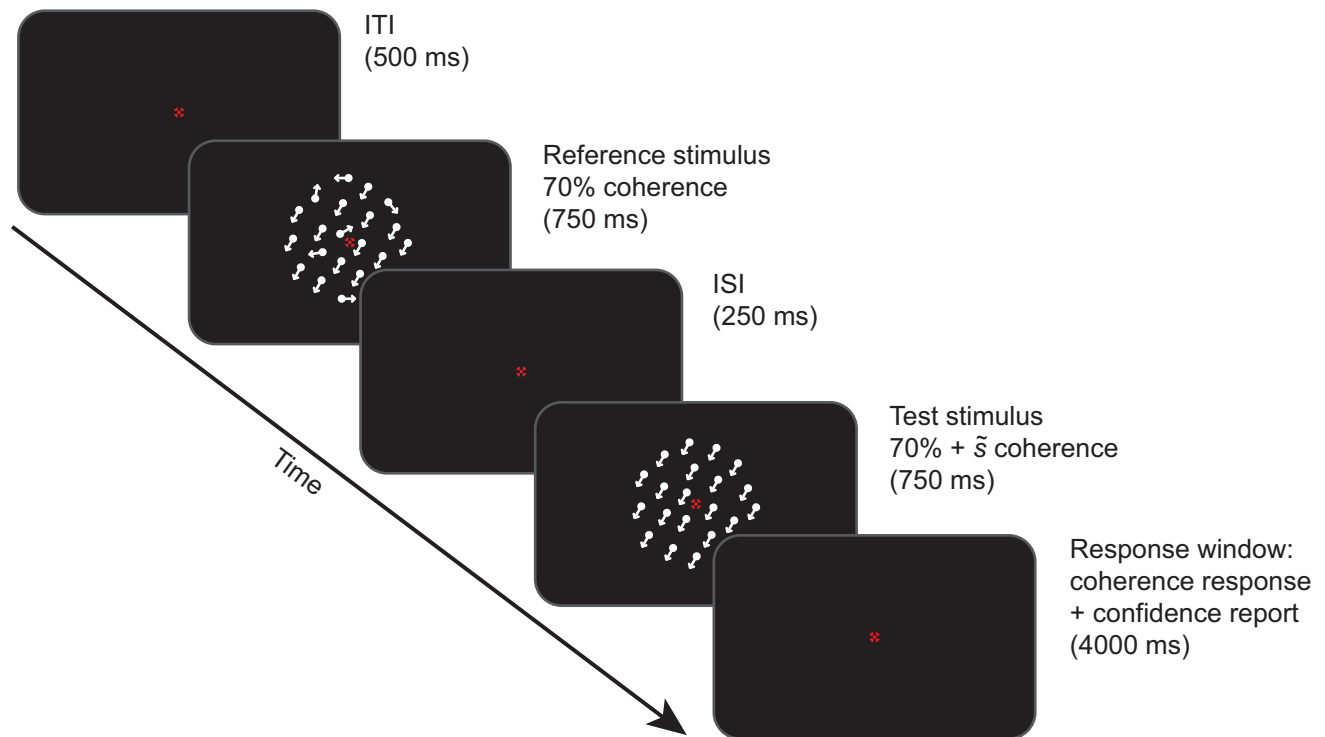 ITI
(500 ms)
Reference stimulus
70% coherence
(750 ms)
ISI
(250 ms)
Test stimulus
70% + s̃ coherence
(750 ms)
Time
Response window:
coherence response
+ confidence report
(4000 ms)